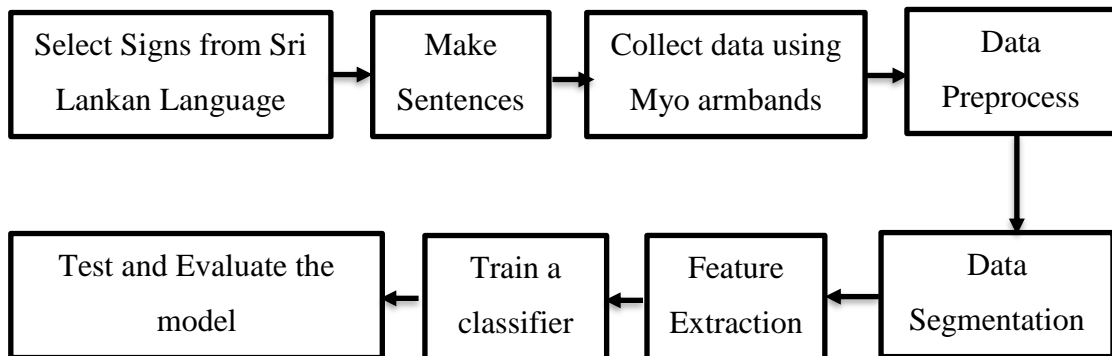 Select Signs from Sri
Lankan Language
Make
Sentences
Collect data using
Myo armbands
Data
Preprocess
Data
Segmentation
Feature
Extraction
Train a
classifier
Test and Evaluate the
model